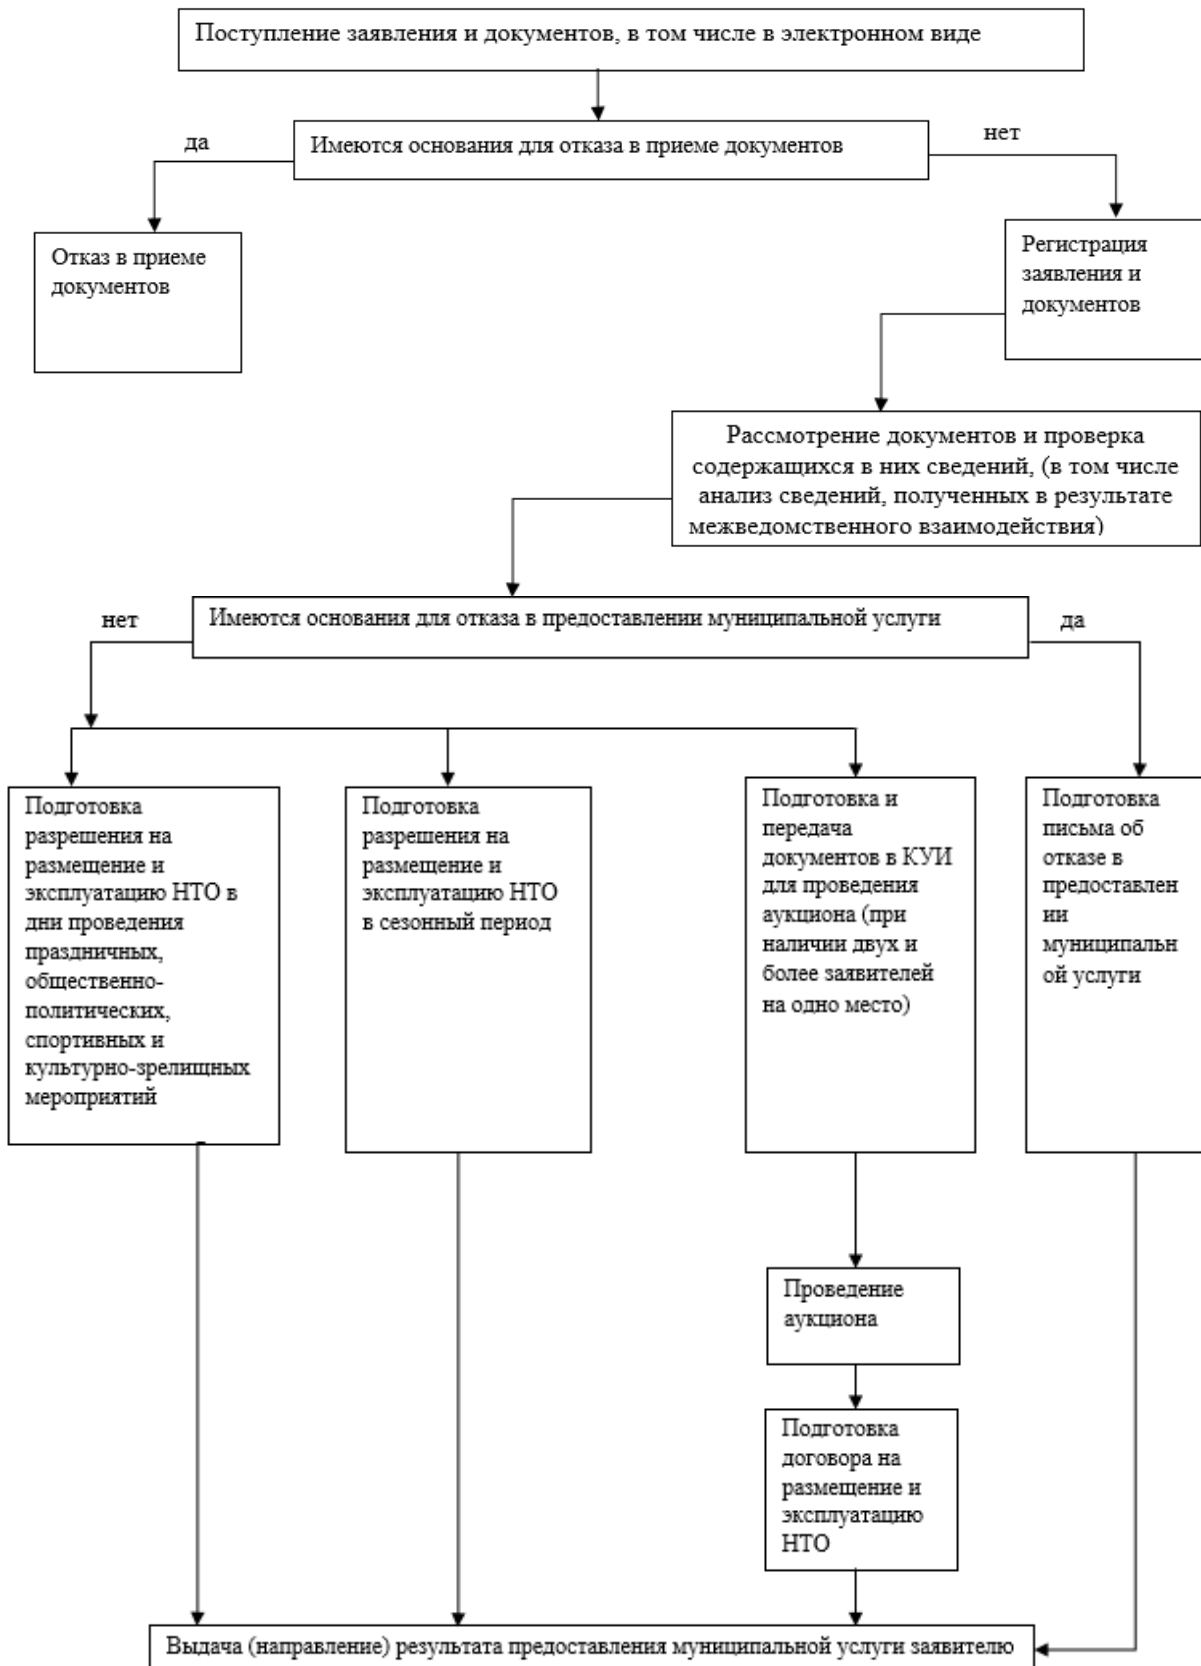 Поступление заявления и документов, в том числе в электронном виде
да
Имеются основания для отказа в приеме документов
нет
Отказ в приеме
документов
Регистрация
заявления и
документов
Рассмотрение документов и проверка
содержащихся в них сведений, (в том числе
анализ сведений, полученных в результате
межведомственного взаимодействия)
нет
Имеются основания для отказа в предоставлении муниципальной услуги
да
Подготовка
разрешения на
размещение и
эксплуатацию НТО в
дни проведения
праздничных,
общественно-
политических,
спортивных и
культурно-зрелищных
мероприятий
Подготовка
разрешения на
размещение и
эксплуатацию НТО
в сезонный период
Подготовка и
передача
документов в КУИ
для проведения
аукциона (при
наличии двух и
более заявителей
на одно место)
Подготовка
письма об
отказе в
предоставлен
ии
муниципальн
ой услуги
Проведение
аукциона
Подготовка
договора на
размещение и
эксплуатацию
НТО
Выдача (направление) результата предоставления муниципальной услуги заявителю